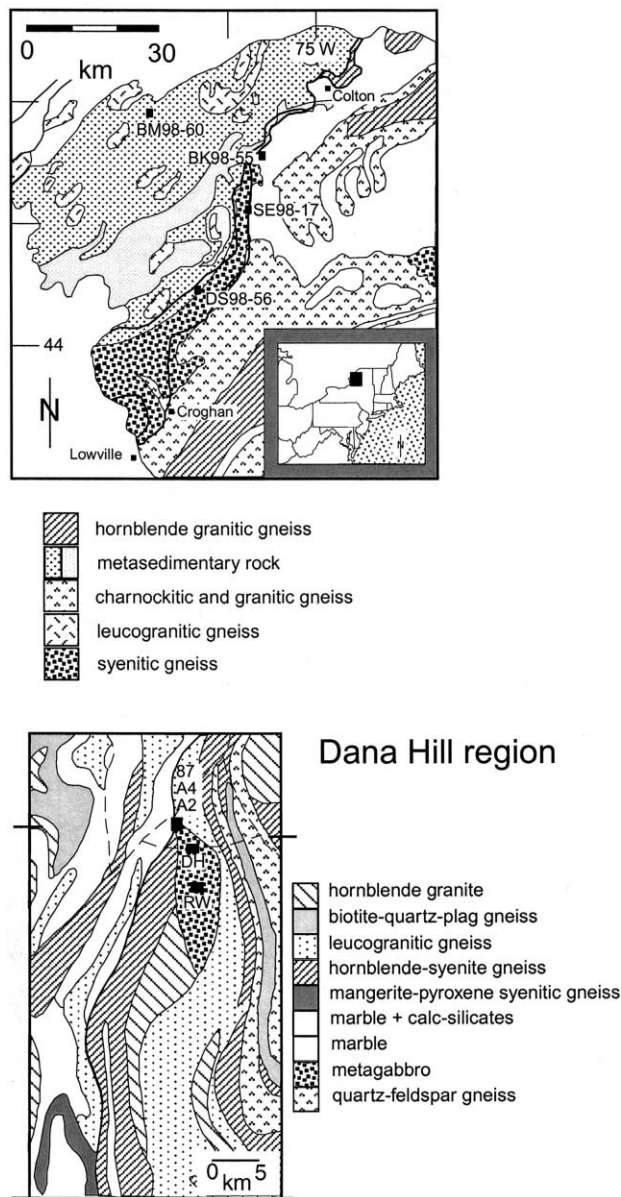 0 30
km
75 W
Colton
BM98-60
BK98-55
SE98-17
DS98-56
44
N
Croghan
Lowville
N
hornblende granitic gneiss
metasedimentary rock
charnockitic and granitic gneiss
leucogranitic gneiss
syenitic gneiss
Dana Hill region
87
A4
A2
DH
RW
hornblende granite
biotite-quartz-plag gneiss
leucogranitic gneiss
hornblende-syenite gneiss
mangerite-pyroxene syenitic gneiss
marble + calc-silicates
marble
metagabbro
quartz-feldspar gneiss
0 5
km